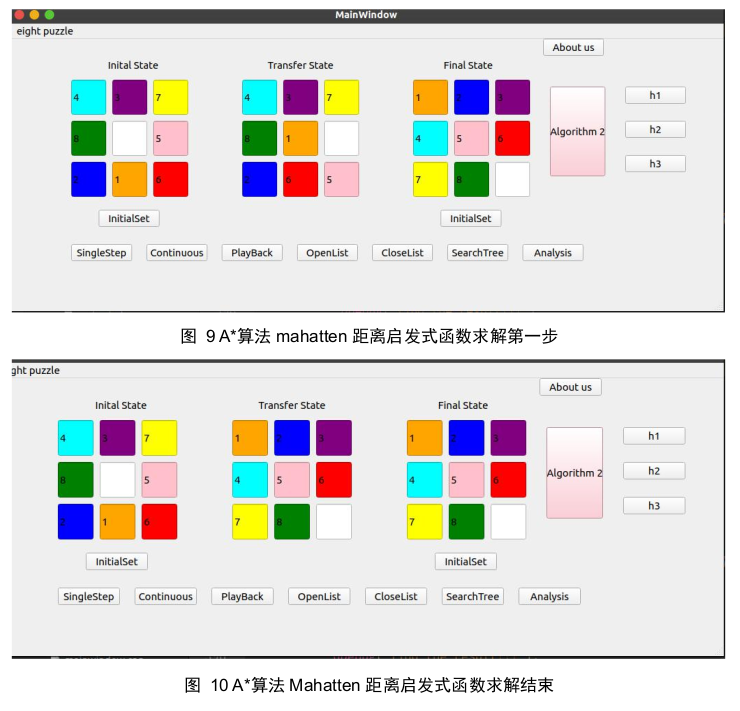 MainWindow
eight puzzle
About us
Inital State
Transfer State
Final State
4 3 7
4 3 7
1 2 3
Algorithm 2
h1
8 5
8 1
4 5 6
h2
2 1 6
2 6 5
7 8
h3
InitialSet
InitialSet
SingleStep
Continuous
PlayBack
OpenList
CloseList
SearchTree
Analysis
图 9 A*算法 mahatten 距离启发式函数求解第一步
ght puzzle
About us
Inital State
Transfer State
Final State
4 3 7
1 2 3
1 2 3
Algorithm 2
h1
8 5
4 5 6
4 5 6
h2
2 1 6
7 8
7 8
h3
InitialSet
InitialSet
SingleStep
Continuous
PlayBack
OpenList
CloseList
SearchTree
Analysis
图 10 A*算法 Mahatten 距离启发式函数求解结束